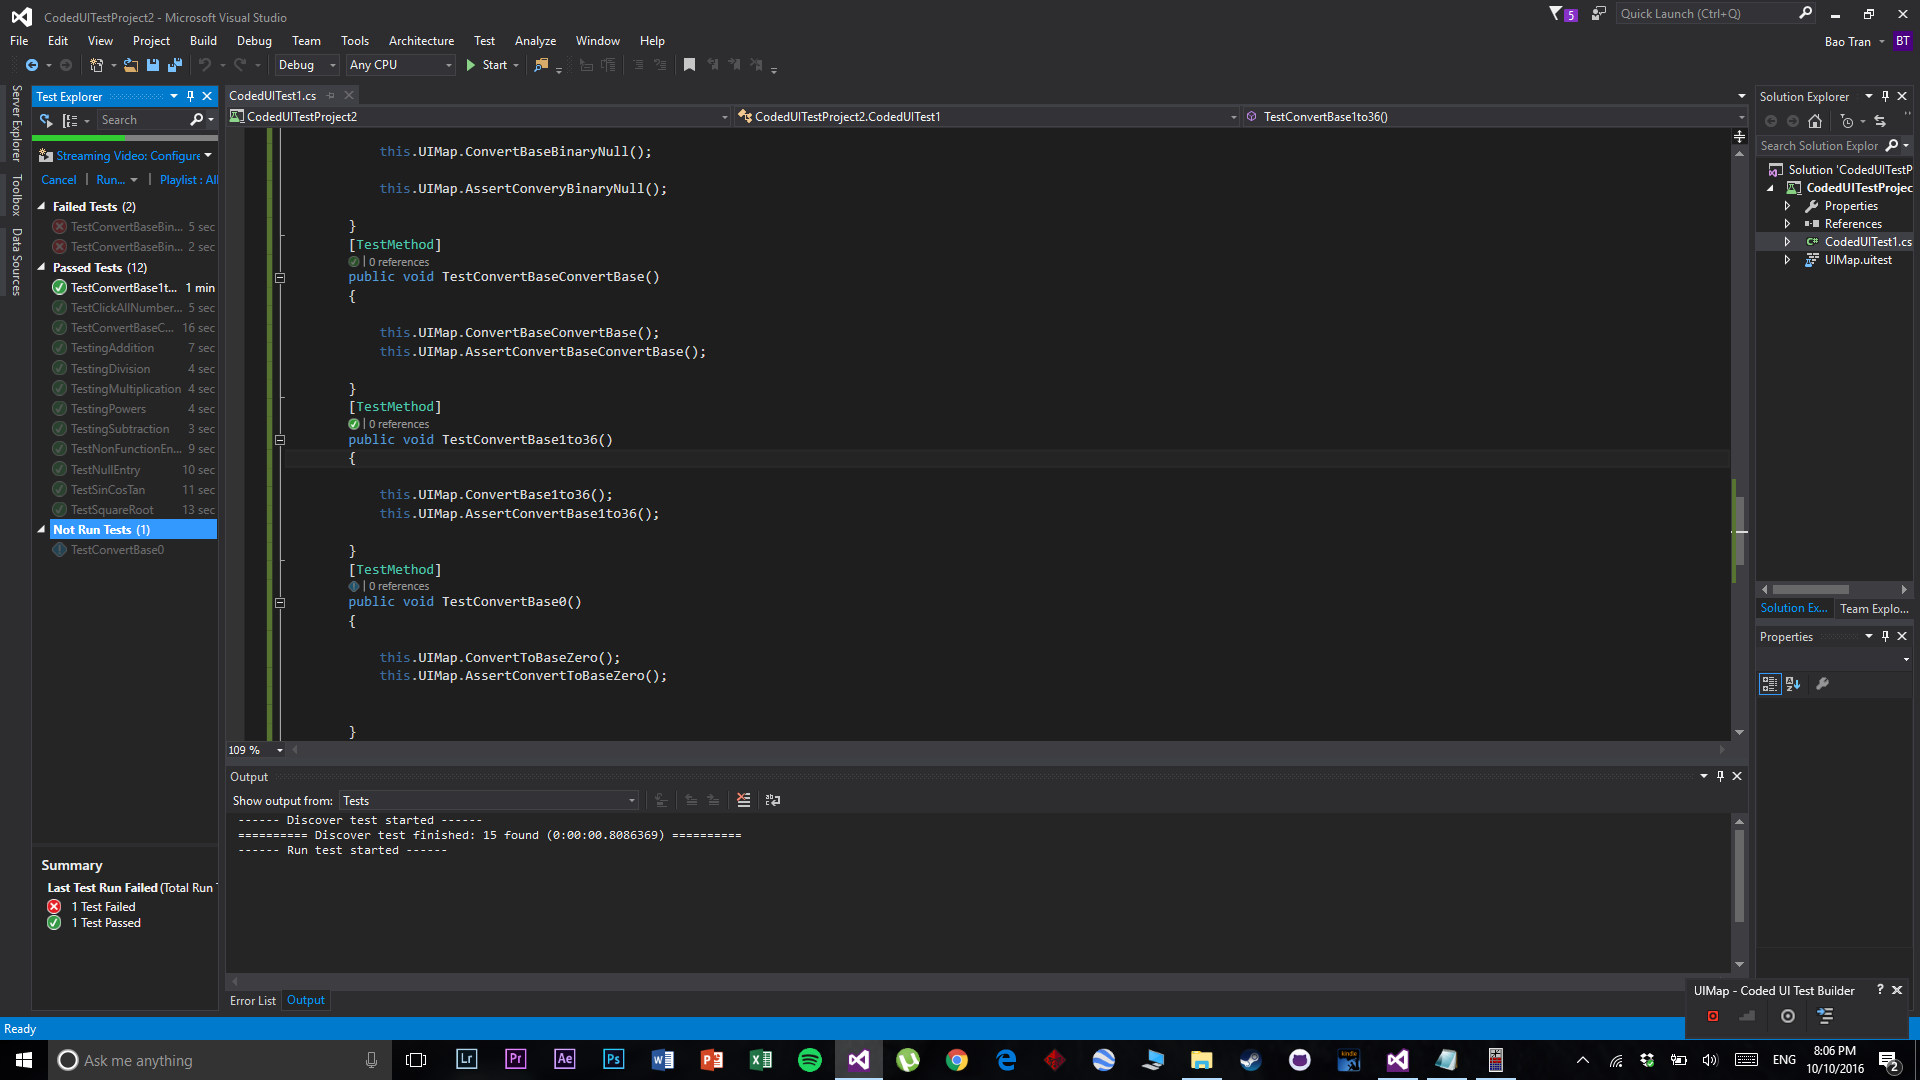 CodedUITestProject2 - Microsoft Visual Studio
5
Quick Launch (Ctrl+Q)
File Edit View Project Build Debug Team Tools Architecture Test Analyze Window Help
Bao Tran BT
Debug Any CPU Start
Server Explorer
Toolbox
Data Sources
Test Explorer
Search
Streaming Video: Configure
Cancel Run... Playlist : All
Failed Tests (2)
TestConvertBaseBin... 5 sec
TestConvertBaseBin... 2 sec
Passed Tests (12)
TestConvertBase1t... 1 min
TestClickAllNumber... 5 sec
TestConvertBaseC... 16 sec
TestingAddition 7 sec
TestingDivision 4 sec
TestingMultiplication 4 sec
TestingPowers 4 sec
TestingSubtraction 3 sec
TestNonFunctionEn... 9 sec
TestNullEntry 10 sec
TestSinCosTan 11 sec
TestSquareRoot 13 sec
Not Run Tests (1)
TestConvertBase0
Summary
Last Test Run Failed (Total Run T
1 Test Failed
1 Test Passed
CodedUITest1.cs
CodedUITestProject2 CodedUITestProject2.CodedUITest1 TestConvertBase1to36()
this.UIMap.ConvertBaseBinaryNull();
this.UIMap.AssertConveryBinaryNull();
}
[TestMethod]
| 0 references
public void TestConvertBaseConvertBase()
{
this.UIMap.ConvertBaseConvertBase();
this.UIMap.AssertConvertBaseConvertBase();
}
[TestMethod]
| 0 references
public void TestConvertBase1to36()
{
this.UIMap.ConvertBase1to36();
this.UIMap.AssertConvertBase1to36();
}
[TestMethod]
| 0 references
public void TestConvertBase0()
{
this.UIMap.ConvertToBaseZero();
this.UIMap.AssertConvertToBaseZero();
}
109 %
Output
Show output from: Tests
------ Discover test started ------
========== Discover test finished: 15 found (0:00:00.8086369) ==========
------ Run test started ------
Error List Output
Solution Explorer
Search Solution Explor
Solution 'CodedUITestP
CodedUITestProjec
Properties
References
CodedUITest1.cs
UIMap.uitest
Solution Ex... Team Explo...
Properties
UIMap - Coded UI Test Builder ?
Ready
Ask me anything
Lr Pr Ae Ps
kindle
ENG
8:06 PM
10/10/2016
2